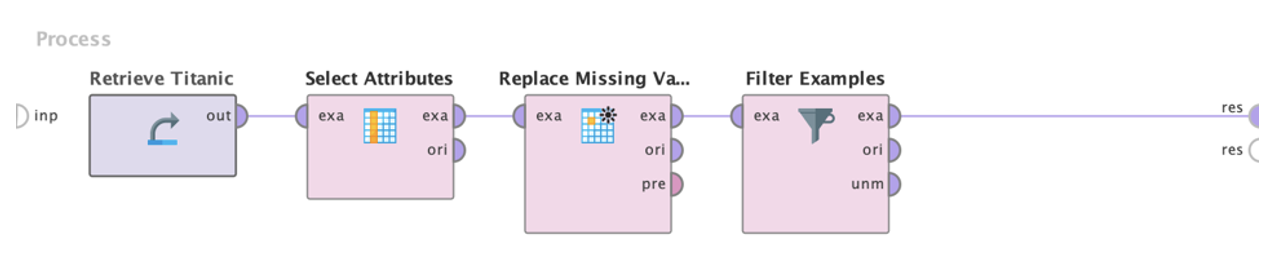 Process
Retrieve Titanic
Select Attributes
Replace Missing Va...
Filter Examples
inp
out
exa
exa
ori
exa
exa
ori
pre
exa
exa
ori
unm
res
res